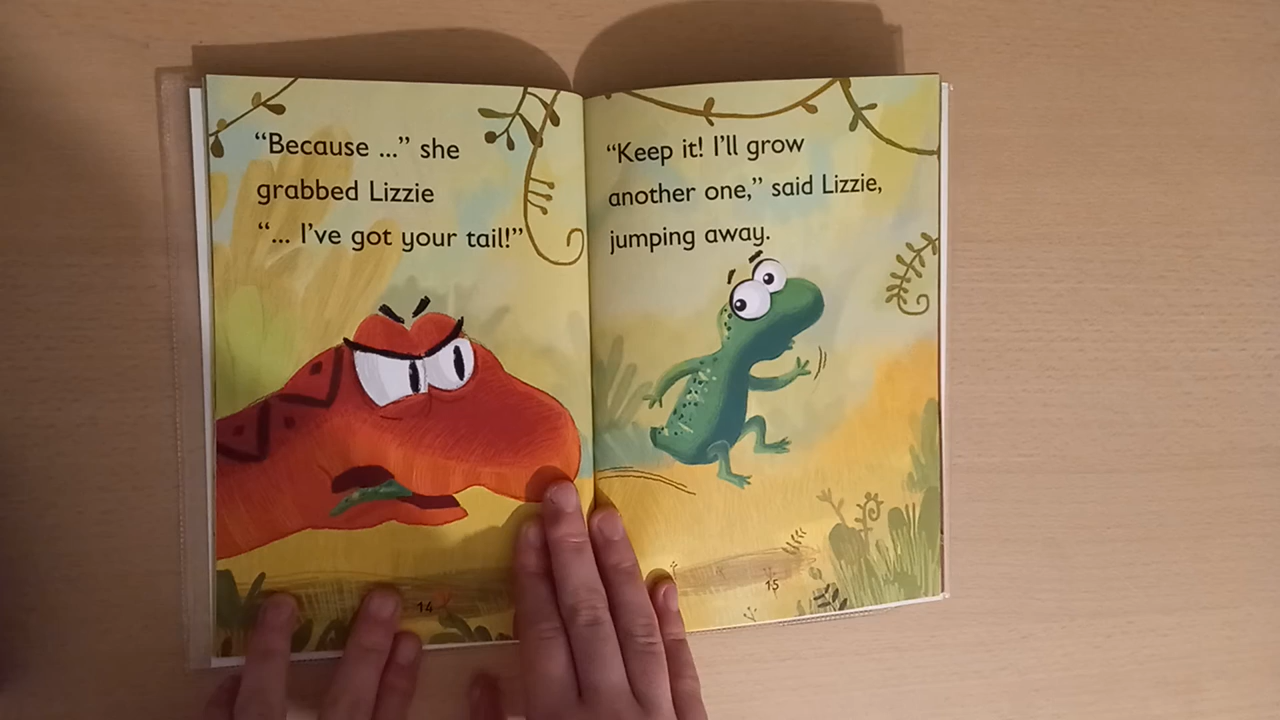 “Because ...” she
grabbed Lizzie
“... I’ve got your tail!”
14
“Keep it! I’ll grow
another one,” said Lizzie,
jumping away.
15